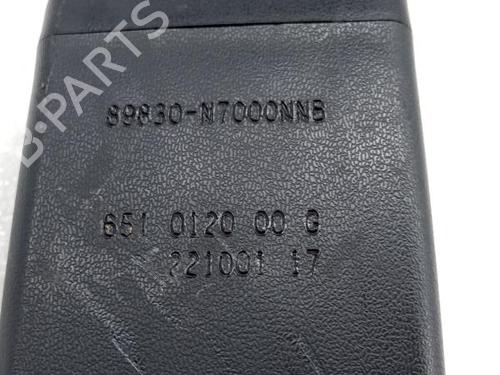 B-PARTS
89830-N7000NNB
651 0120 00 G
221001 17